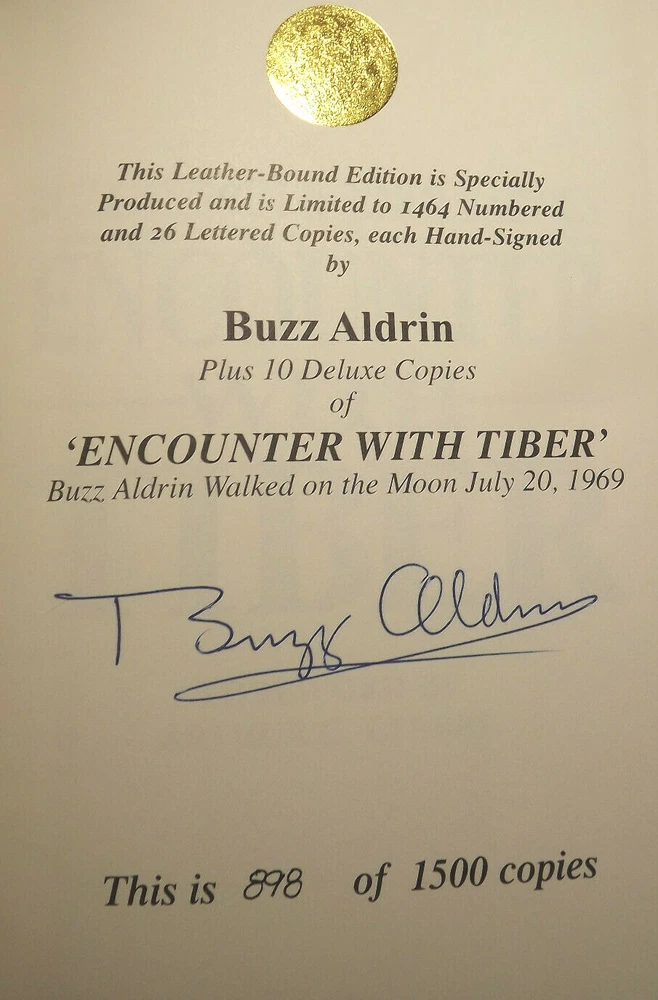 This Leather-Bound Edition is Specially
Produced and is Limited to 1464 Numbered
and 26 Lettered Copies, each Hand-Signed
by
Buzz Aldrin
Plus 10 Deluxe Copies
of
‘ENCOUNTER WITH TIBER’
Buzz Aldrin Walked on the Moon July 20, 1969
Buzz Aldrin
This is 898 of 1500 copies